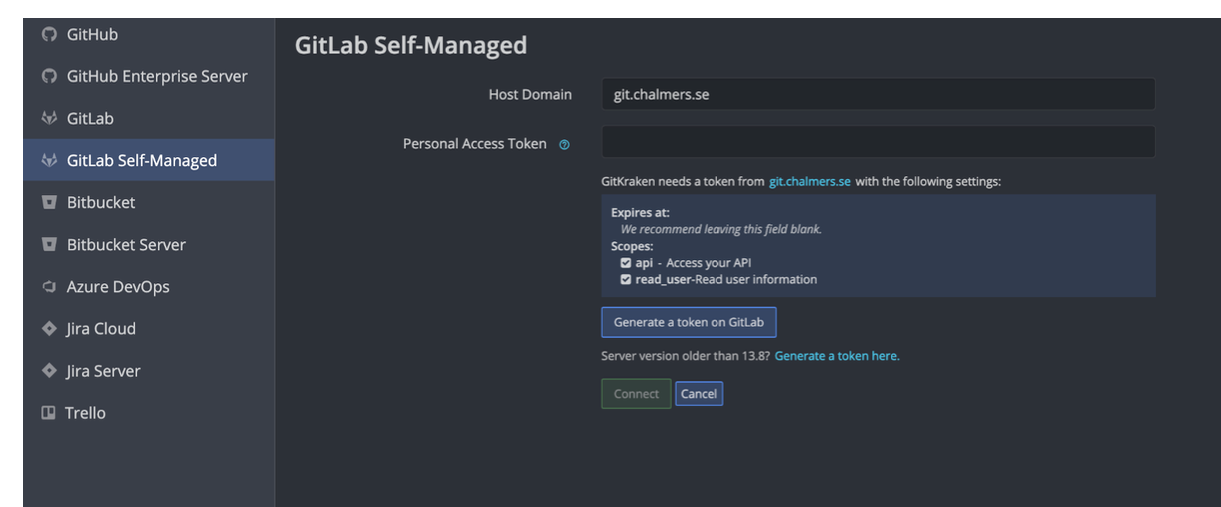 GitHub
GitHub Enterprise Server
GitLab
GitLab Self-Managed
Bitbucket
Bitbucket Server
Azure DevOps
Jira Cloud
Jira Server
Trello
GitLab Self-Managed
Host Domain git.chalmers.se
Personal Access Token ?
GitKraken needs a token from git.chalmers.se with the following settings:
Expires at:
We recommend leaving this field blank.
Scopes:
api - Access your API
read_user-Read user information
Generate a token on GitLab
Server version older than 13.8? Generate a token here.
Connect Cancel